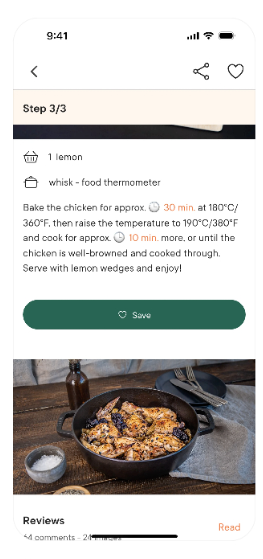 9:41
Step 3/3
1 lemon
whisk - food thermometer
Bake the chicken for approx. 30 min. at 180°C/
360°F, then raise the temperature to 190°C/380°F
and cook for approx. 10 min. more, or until the
chicken is well-browned and cooked through.
Serve with lemon wedges and enjoy!
Save
Reviews
Read
comments - 24 images